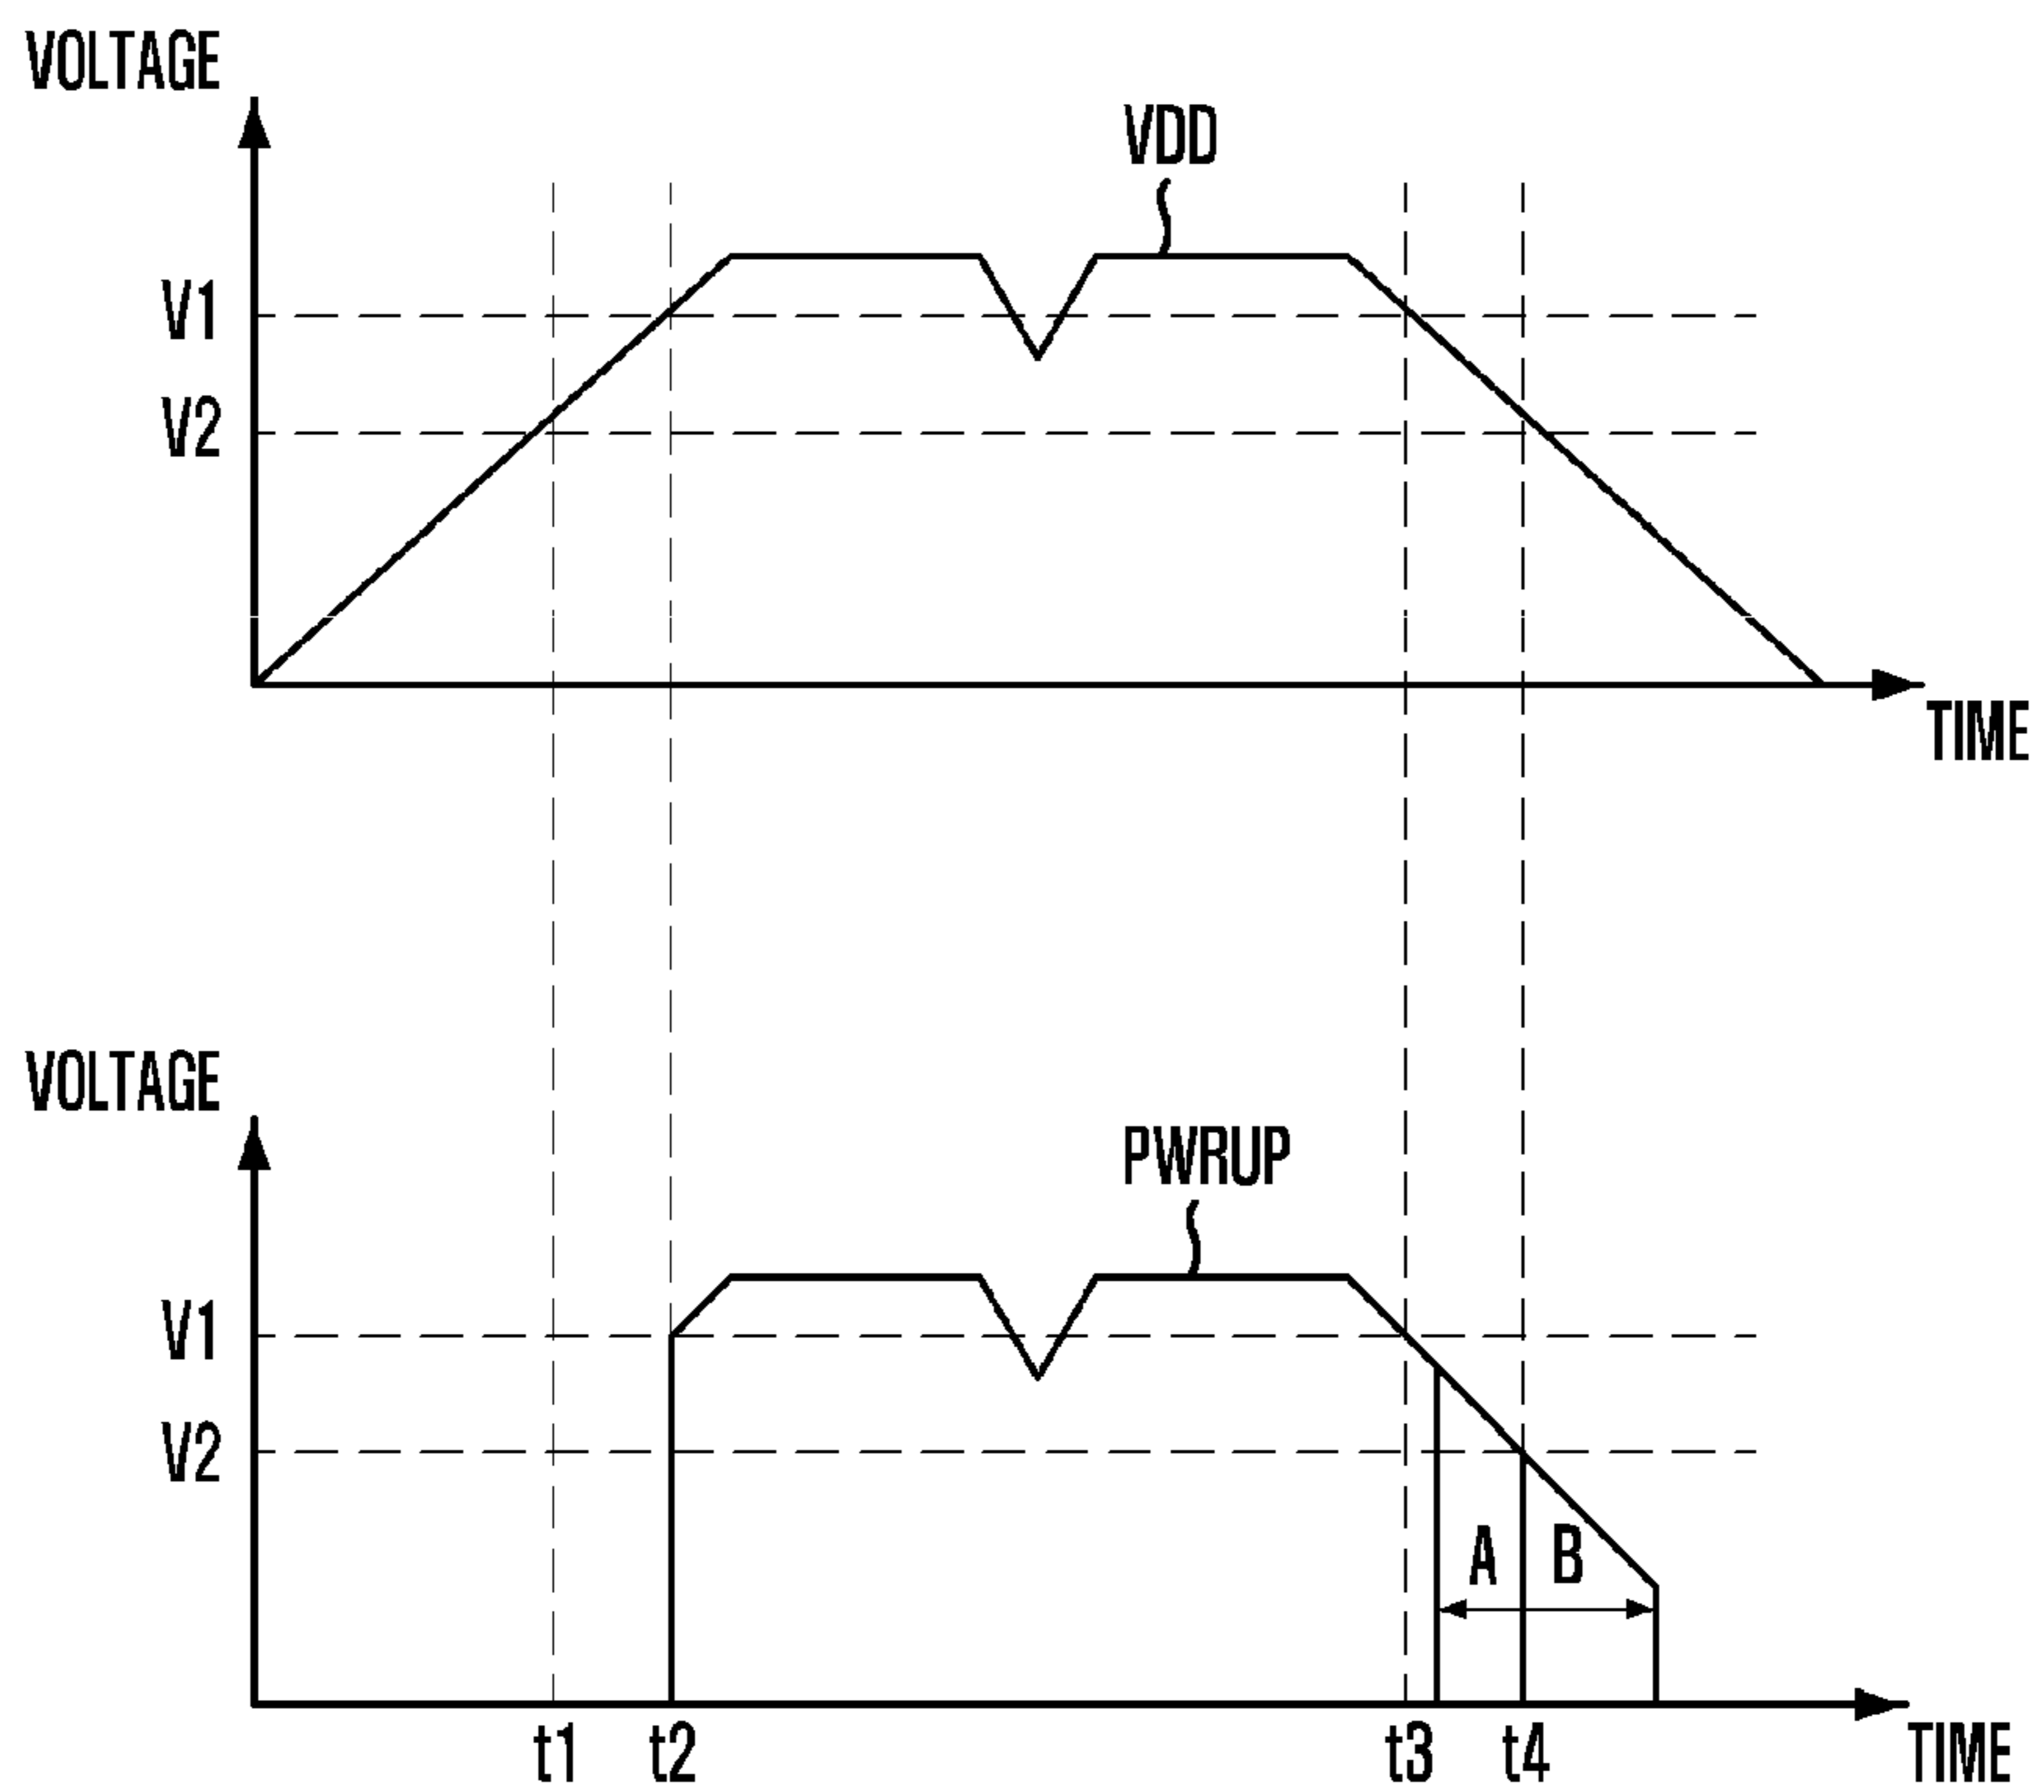 VOLTAGE
VDD
V1
V2
TIME
VOLTAGE
PWRUP
V1
V2
A B
t1 t2 t3 t4 TIME